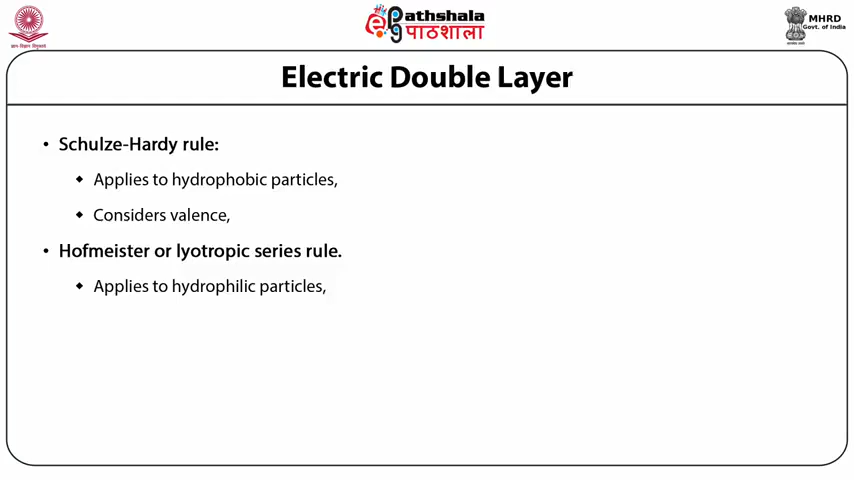 ePG Pathshala
पाठशाला
MHRD
Govt. of India
Electric Double Layer
• Schulze-Hardy rule:
◆ Applies to hydrophobic particles,
◆ Considers valence,
• Hofmeister or lyotropic series rule.
◆ Applies to hydrophilic particles,